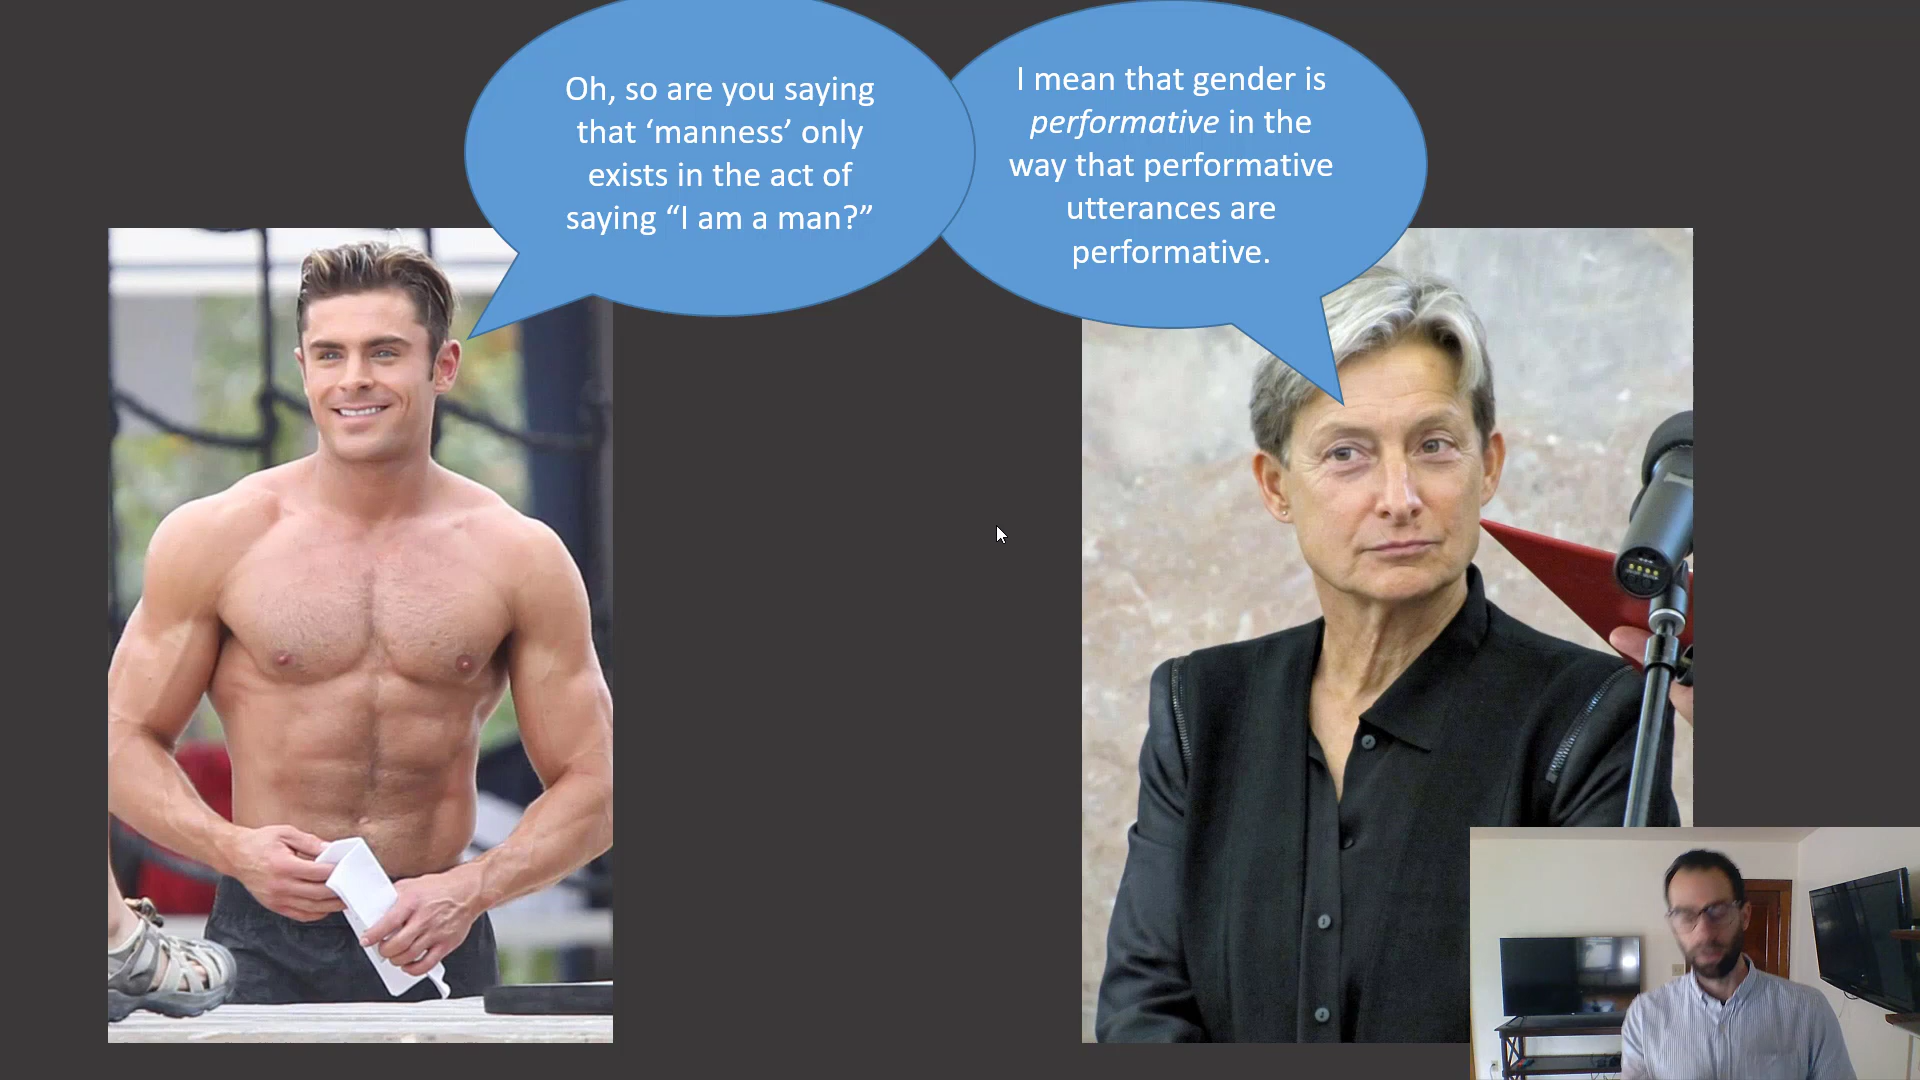 Oh, so are you saying
that ‘manness’ only
exists in the act of
saying “I am a man?”
I mean that gender is
performative in the
way that performative
utterances are
performative.